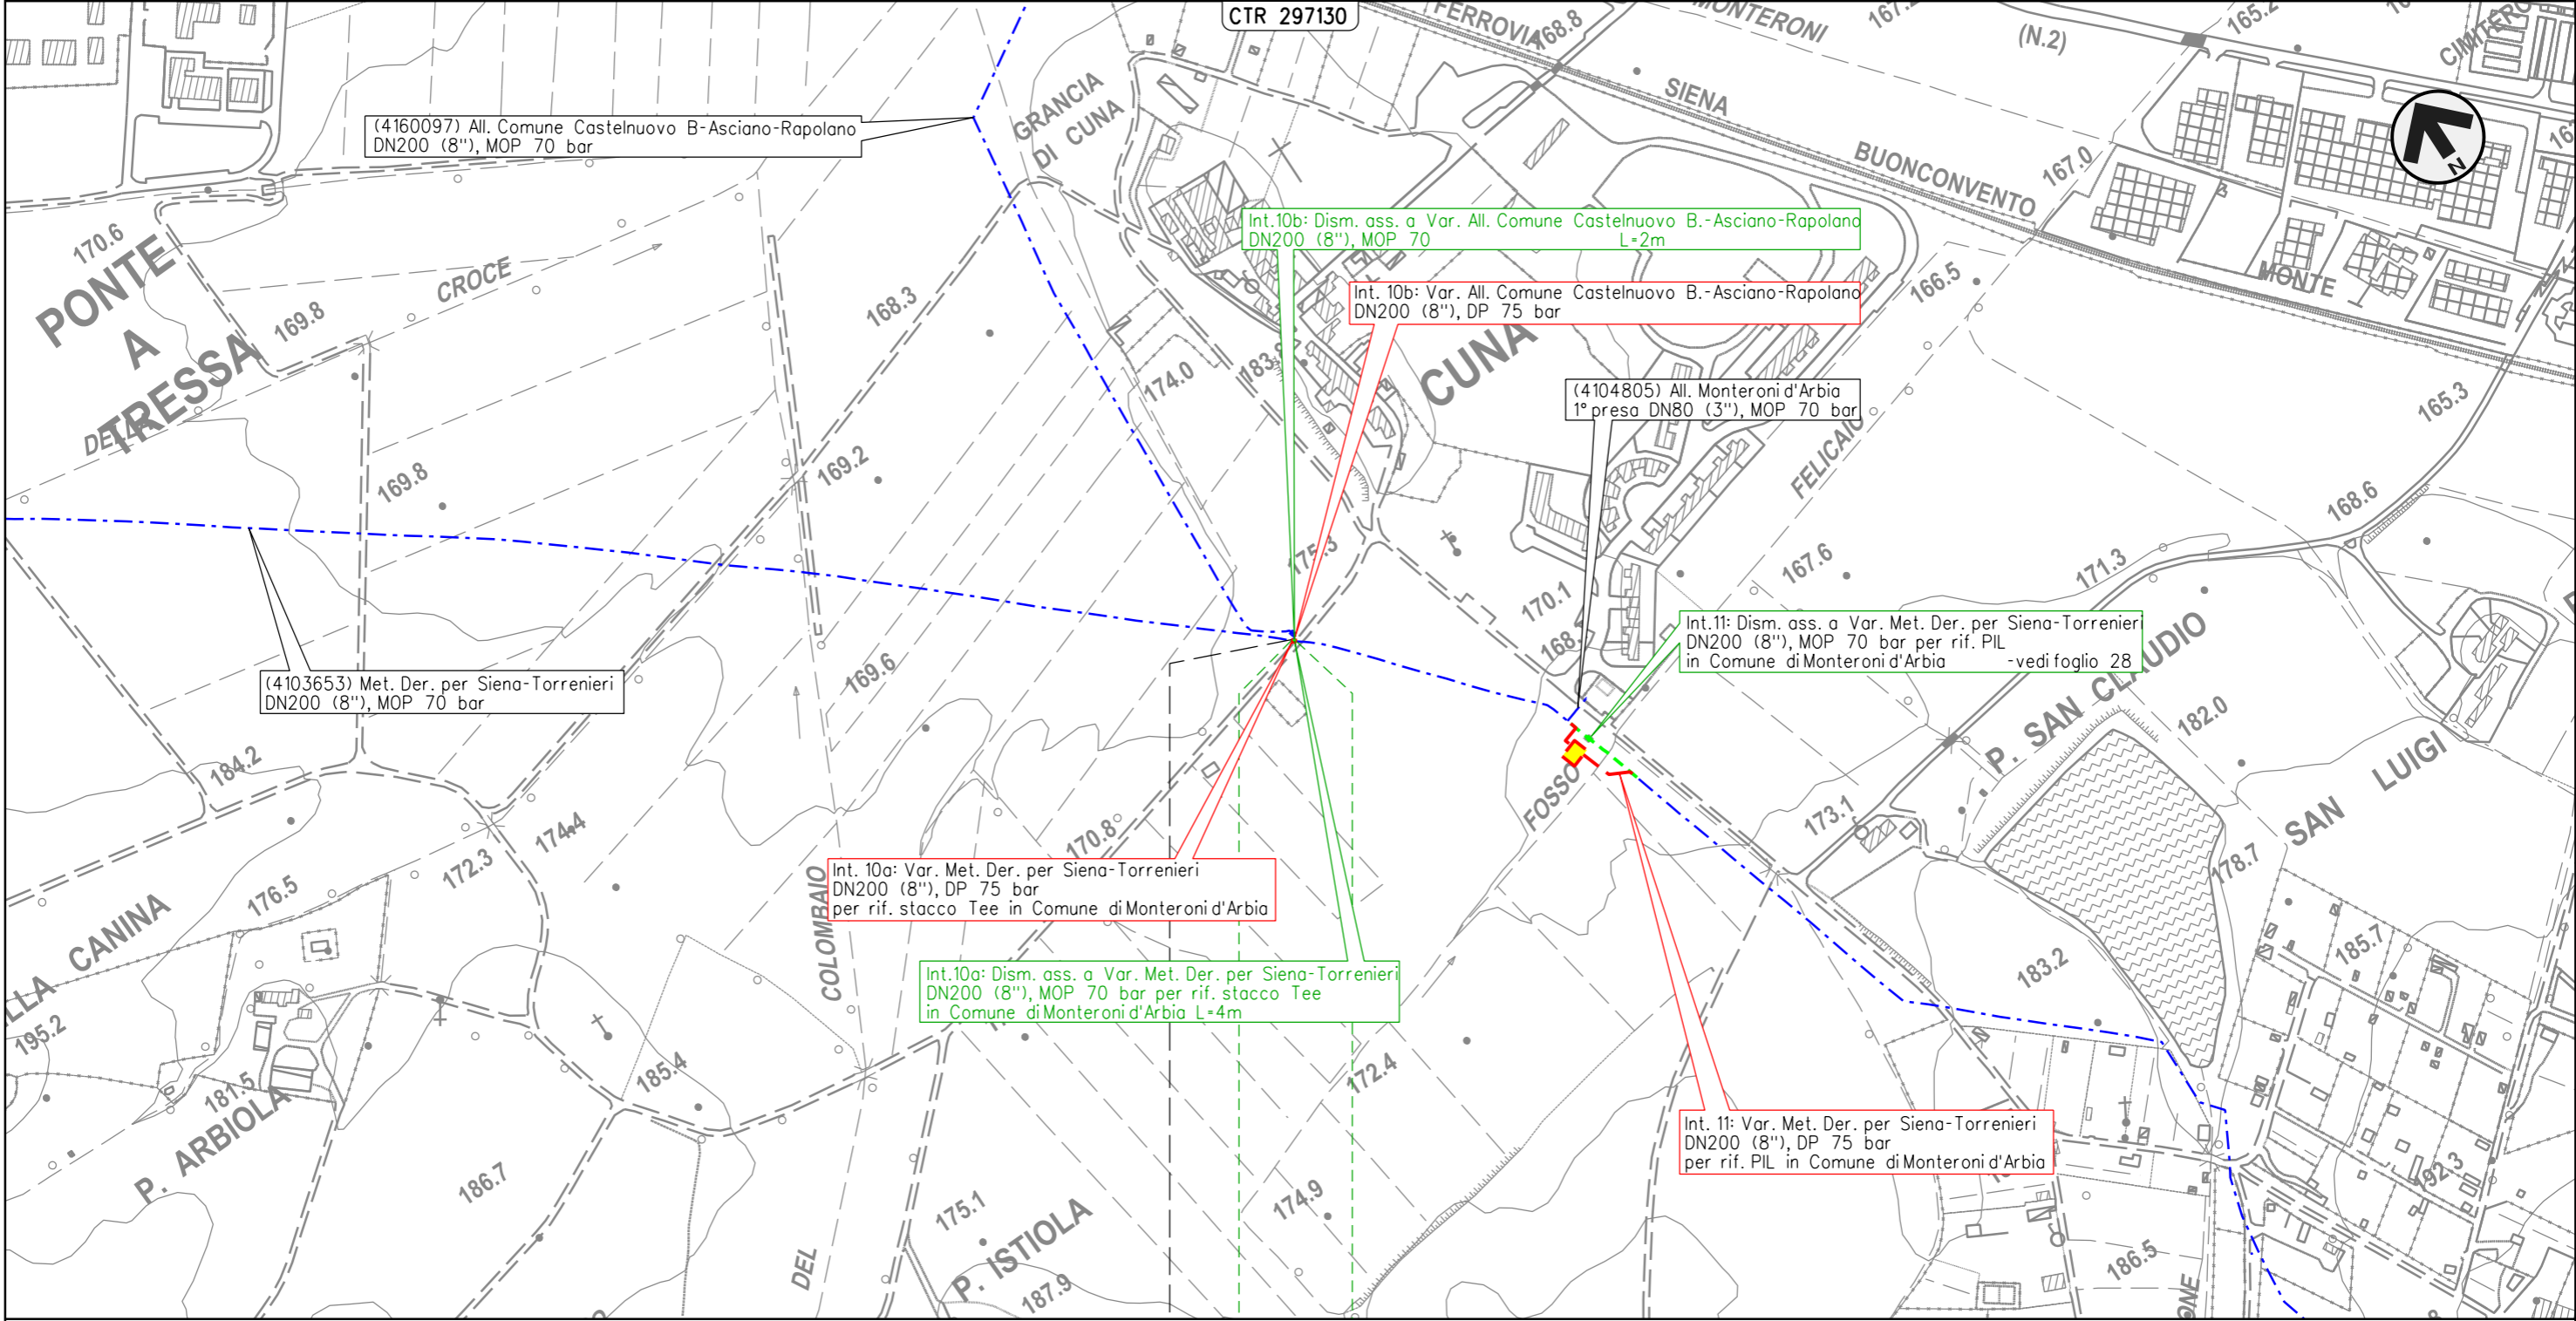 CTR 297130
FERROVIA
168.8
MONTERONI
(N.2)
165.2
SIENA
BUONCONVENTO
167.0
MONTE
N
GRANCIA
DI CUNA
(4160097) All. Comune Castelnuovo B-Asciano-Rapolano
DN200 (8"), MOP 70 bar
170.6
PONTE
A
TRESSA
169.8
CROCE
168.3
Int.10b: Dism. ass. a Var. All. Comune Castelnuovo B.-Asciano-Rapolano
DN200 (8"), MOP 70 L=2m
Int. 10b: Var. All. Comune Castelnuovo B.-Asciano-Rapolano
DN200 (8"), DP 75 bar
166.5
174.0
CUNA
(4104805) All. Monteroni d'Arbia
1° presa DN80 (3"), MOP 70 bar
165.3
FELICAIO
169.8
169.2
168.6
175.3
167.6
171.3
170.1
Int.11: Dism. ass. a Var. Met. Der. per Siena-Torrenieri
DN200 (8"), MOP 70 bar per rif. PIL
in Comune di Monteroni d'Arbia -vedi foglio 28
(4103653) Met. Der. per Siena-Torrenieri
DN200 (8"), MOP 70 bar
169.6
P. SAN CLAUDIO
182.0
SAN LUIGI
184.2
FOSSO
173.1
178.7
174.4
172.3
170.8
Int. 10a: Var. Met. Der. per Siena-Torrenieri
DN200 (8"), DP 75 bar
per rif. stacco Tee in Comune di Monteroni d'Arbia
176.5
CANINA
COLOMBAIO
195.2
Int.10a: Dism. ass. a Var. Met. Der. per Siena-Torrenieri
DN200 (8"), MOP 70 bar per rif. stacco Tee
in Comune di Monteroni d'Arbia L=4m
183.2
185.7
181.5
P. ARBIOLA
185.4
172.4
Int. 11: Var. Met. Der. per Siena-Torrenieri
DN200 (8"), DP 75 bar
per rif. PIL in Comune di Monteroni d'Arbia
192.3
186.7
175.1
174.9
P. ISTIOLA
187.9
DEL
186.5